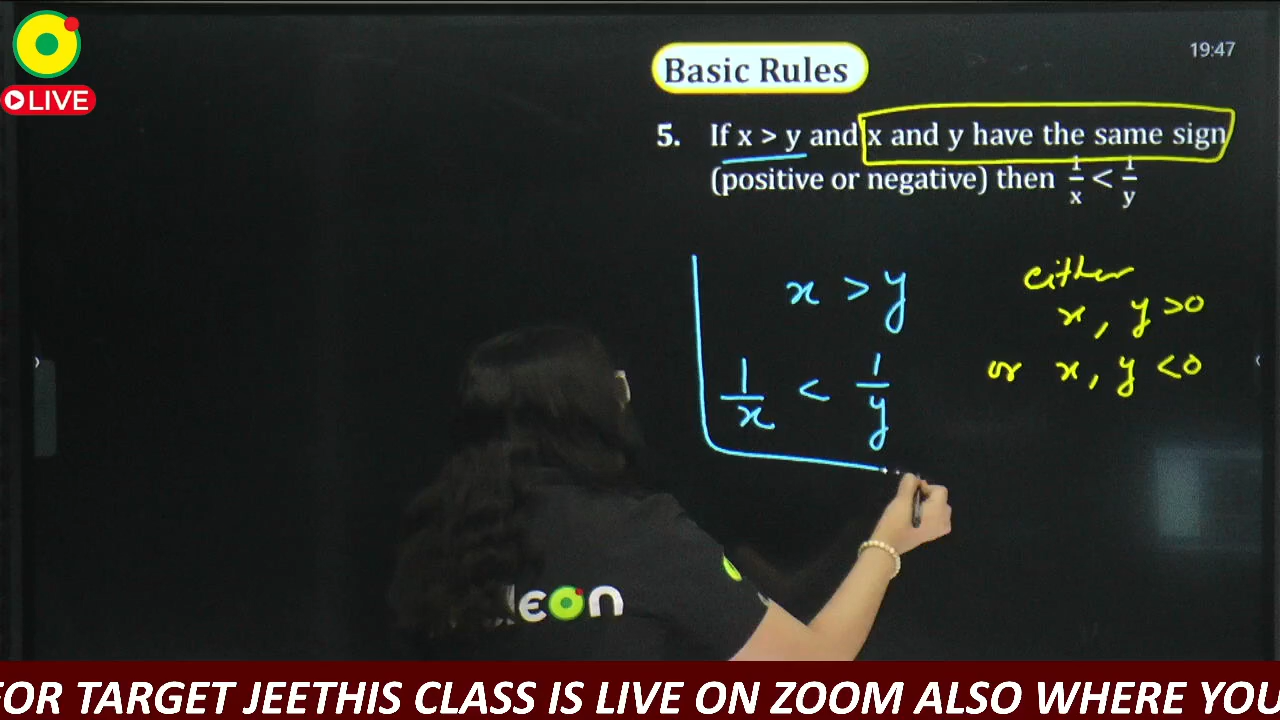 LIVE
19:47
Basic Rules
5. If x > y and x and y have the same sign
(positive or negative) then 1/x < 1/y
x > y
1/x < 1/y
either
x, y >0
or x, y <0
eon
FOR TARGET JEETHIS CLASS IS LIVE ON ZOOM ALSO WHERE YOU